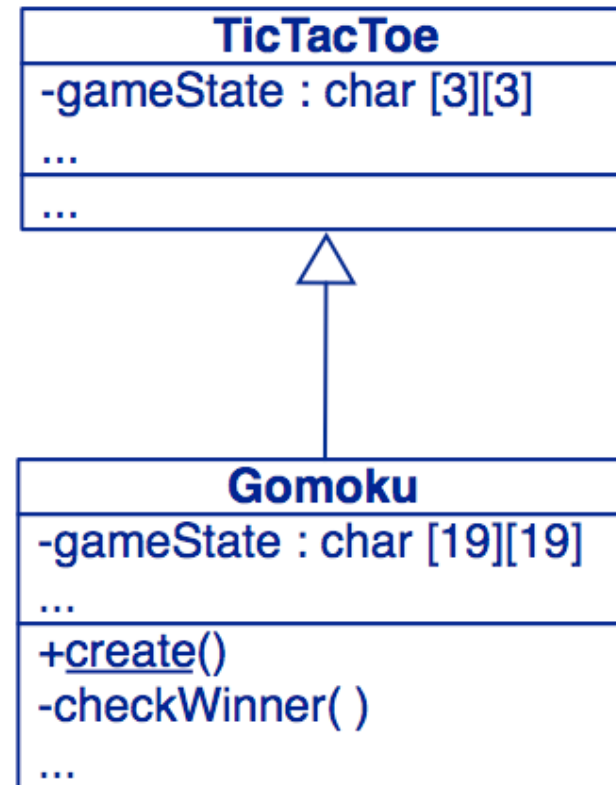 TicTacToe
-gameState : char [3][3]
...
...
Gomoku
-gameState : char [19][19]
...
+create()
-checkWinner( )
...